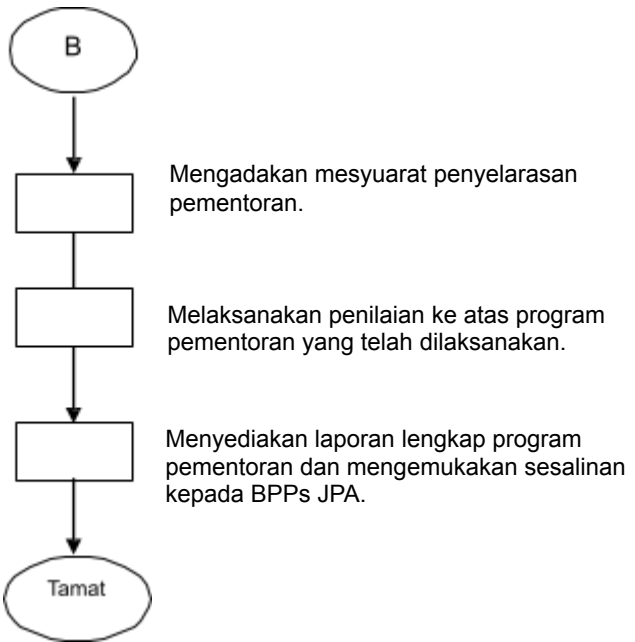 B
Mengadakan mesyuarat penyelarasan
pementoran.
Melaksanakan penilaian ke atas program
pementoran yang telah dilaksanakan.
Menyediakan laporan lengkap program
pementoran dan mengemukakan sesalinan
kepada BPPs JPA.
Tamat